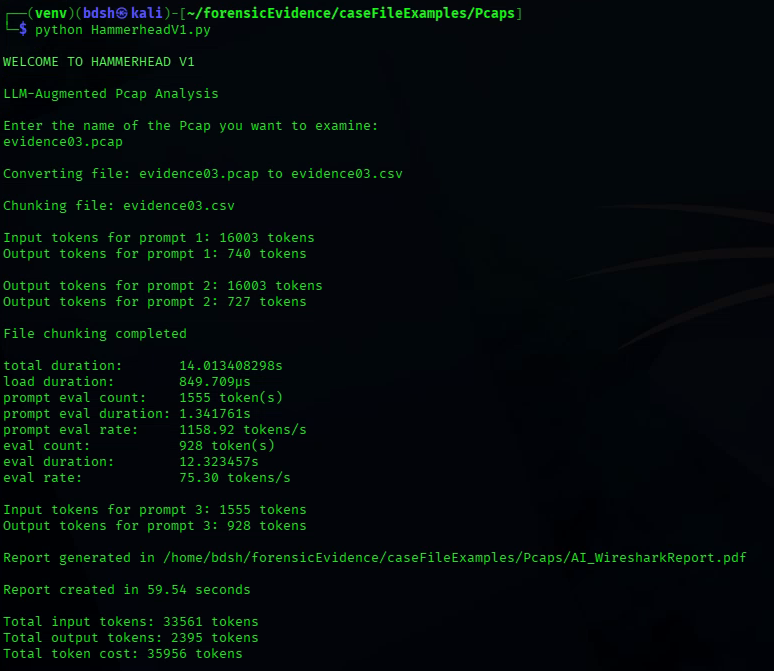 ┌──(venv)(bdsh㉿kali)-[~/forensicEvidence/caseFileExamples/Pcaps]
└─$ python HammerheadV1.py
WELCOME TO HAMMERHEAD V1
LLM-Augmented Pcap Analysis
Enter the name of the Pcap you want to examine:
evidence03.pcap
Converting file: evidence03.pcap to evidence03.csv
Chunking file: evidence03.csv
Input tokens for prompt 1: 16003 tokens
Output tokens for prompt 1: 740 tokens
Output tokens for prompt 2: 16003 tokens
Output tokens for prompt 2: 727 tokens
File chunking completed
total duration: 14.013408298s
load duration: 849.709µs
prompt eval count: 1555 token(s)
prompt eval duration: 1.341761s
prompt eval rate: 1158.92 tokens/s
eval count: 928 token(s)
eval duration: 12.323457s
eval rate: 75.30 tokens/s
Input tokens for prompt 3: 1555 tokens
Output tokens for prompt 3: 928 tokens
Report generated in /home/bdsh/forensicEvidence/caseFileExamples/Pcaps/AI_WiresharkReport.pdf
Report created in 59.54 seconds
Total input tokens: 33561 tokens
Total output tokens: 2395 tokens
Total token cost: 35956 tokens